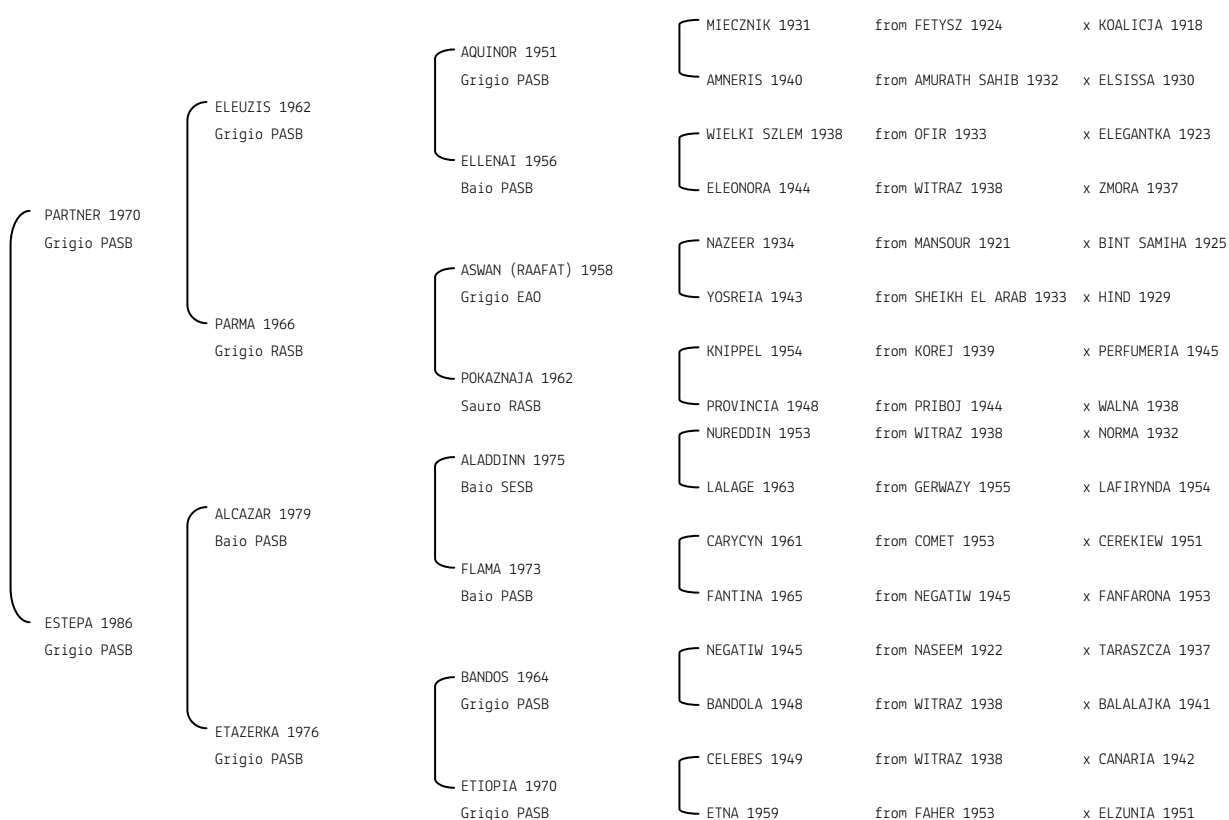 MIECZNIK 1931 from FETYSZ 1924 x KOALICJA 1918
AQUINOR 1951
Grigio PASB AMNERIS 1940 from AMURATH SAHIB 1932 x ELSISSA 1930
ELEUZIS 1962
Grigio PASB WIELKI SZLEM 1938 from OFIR 1933 x ELEGANTKA 1923
ELLENAI 1956
Baio PASB ELEONORA 1944 from WITRAZ 1938 x ZMORA 1937
PARTNER 1970
Grigio PASB NAZEER 1934 from MANSOUR 1921 x BINT SAMIHA 1925
ASWAN (RAAFAT) 1958
Grigio EAO YOSREIA 1943 from SHEIKH EL ARAB 1933 x HIND 1929
PARMA 1966
Grigio RASB KNIPPEL 1954 from KOREJ 1939 x PERFUMERIA 1945
POKAZNAJA 1962
Sauro RASB PROVINCIA 1948 from PRIBOJ 1944 x WALNA 1938
NUREDDIN 1953 from WITRAZ 1938 x NORMA 1932
ALADDINN 1975
Baio SESB LALAGE 1963 from GERWAZY 1955 x LAFIRYNDA 1954
ALCAZAR 1979
Baio PASB CARYCYN 1961 from COMET 1953 x CEREKIEW 1951
FLAMA 1973
Baio PASB FANTINA 1965 from NEGATIW 1945 x FANFARONA 1953
ESTEPA 1986
Grigio PASB NEGATIW 1945 from NASEEM 1922 x TARASZCZA 1937
BANDOS 1964
Grigio PASB BANDOLA 1948 from WITRAZ 1938 x BALALAJKA 1941
ETAZERKA 1976
Grigio PASB CELEBES 1949 from WITRAZ 1938 x CANARIA 1942
ETIOPIA 1970
Grigio PASB ETNA 1959 from FAHER 1953 x ELZUNIA 1951